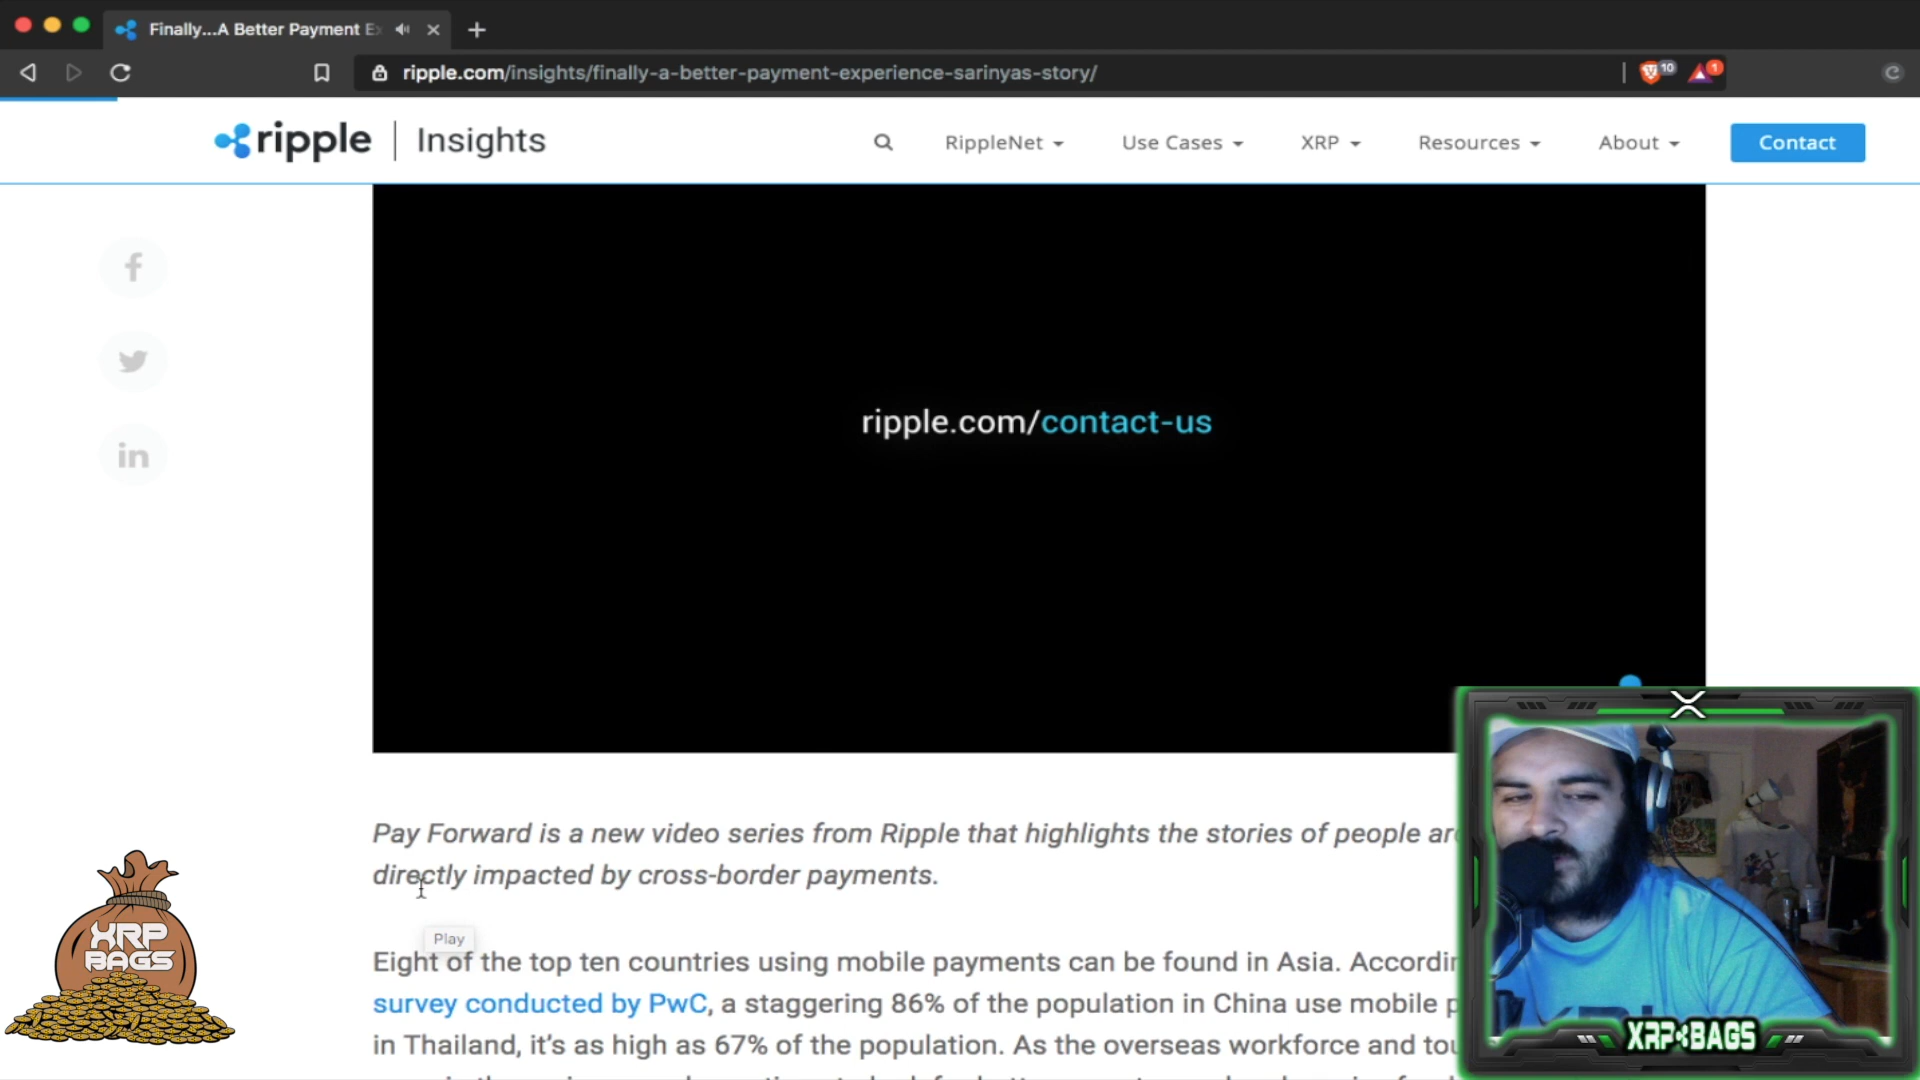 Finally...A Better Payment Ex
ripple.com/insights/finally-a-better-payment-experience-sarinyas-story/
10
1
ripple | Insights
RippleNet
Use Cases
XRP
Resources
About
Contact
f
in
ripple.com/contact-us
Pay Forward is a new video series from Ripple that highlights the stories of people
directly impacted by cross-border payments.
Play
Eight of the top ten countries using mobile payments can be found in Asia.
survey conducted by PwC, a staggering 86% of the population in China use mobile
in Thailand, it's as high as 67% of the population. As the overseas workforce and
XRP
BAGS
XRP BAGS